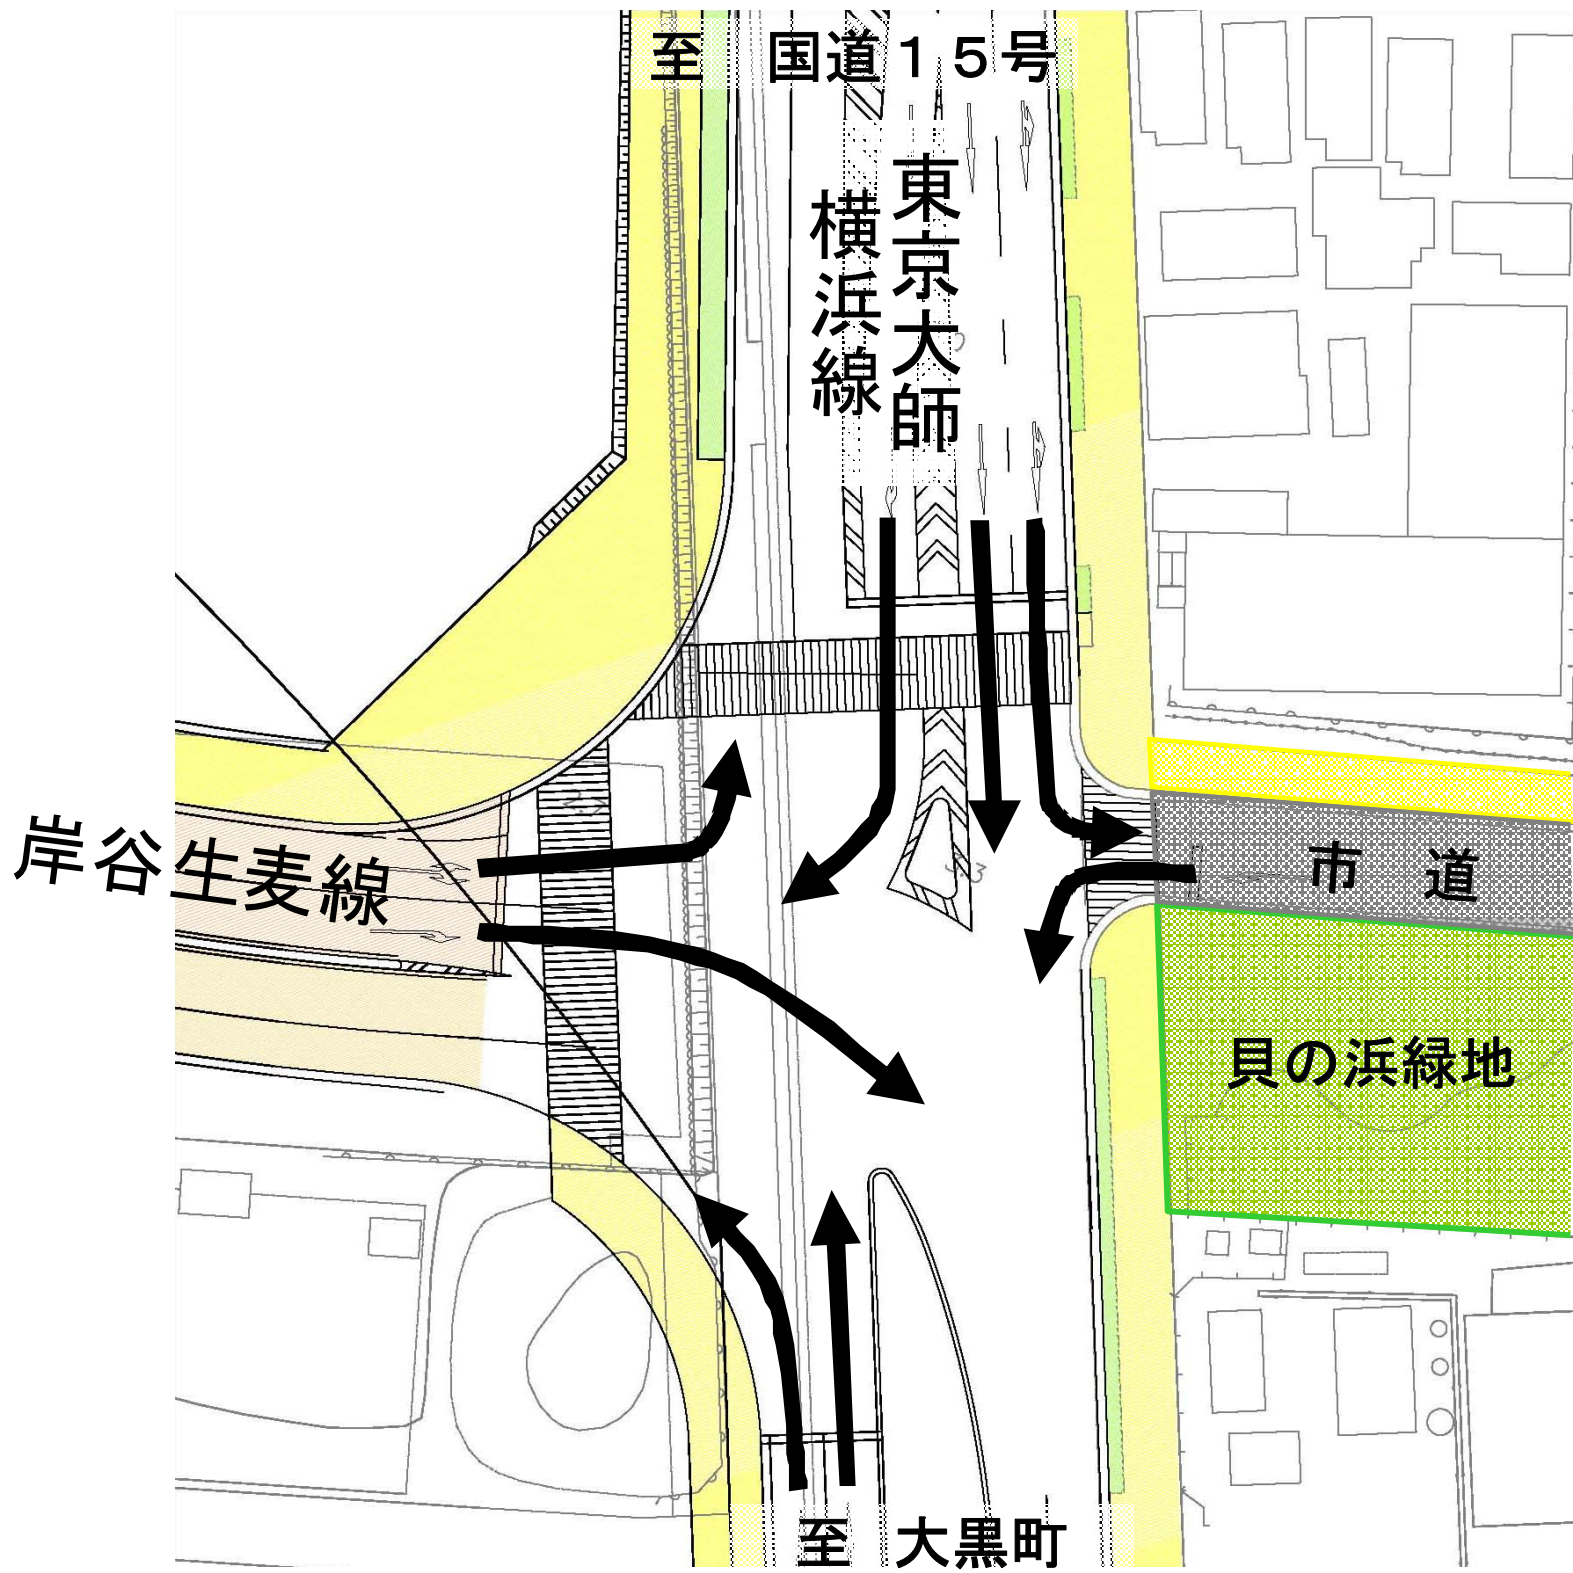 至 国道１５号
東京大師
横浜線
岸谷生麦線
市 道
貝の浜緑地
至 大黒町